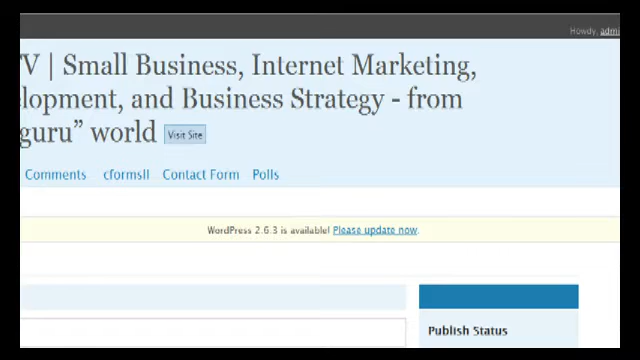 Howdy, admi
V | Small Business, Internet Marketing,
lopment, and Business Strategy - from
guru” world Visit Site
Comments cformsII Contact Form Polls
WordPress 2.6.3 is available! Please update now.
Publish Status